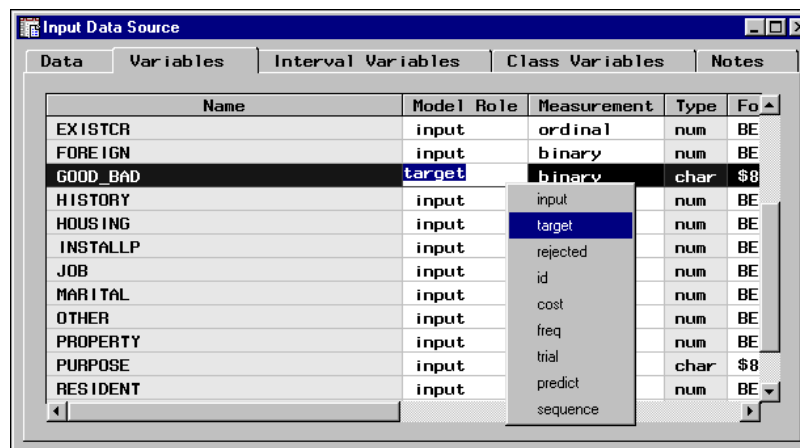 Input Data Source
Data Variables Interval Variables Class Variables Notes
Name Model Role Measurement Type Fo
EXISTCR input ordinal num BE
FOREIGN input binary num BE
GOOD_BAD target binary char $8
HISTORY input input num BE
HOUSING input target num BE
INSTALLP input rejected num BE
JOB input id num BE
MARITAL input cost num BE
OTHER input freq num BE
PROPERTY input trial num BE
PURPOSE input predict char $8
RESIDENT input sequence num BE